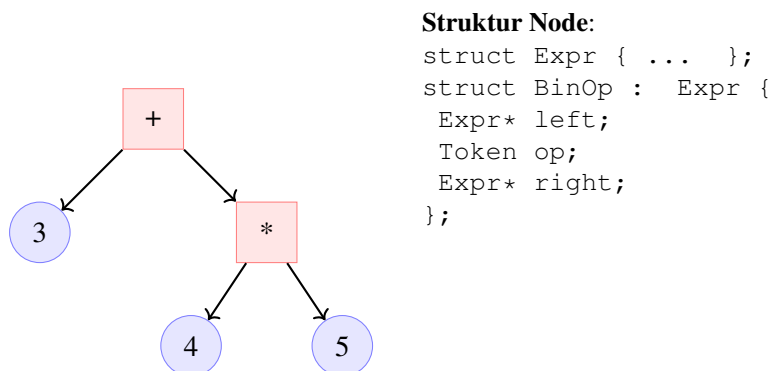 +
3
*
4
5
Struktur Node:
struct Expr { ... };
struct BinOp : Expr {
Expr* left;
Token op;
Expr* right;
};